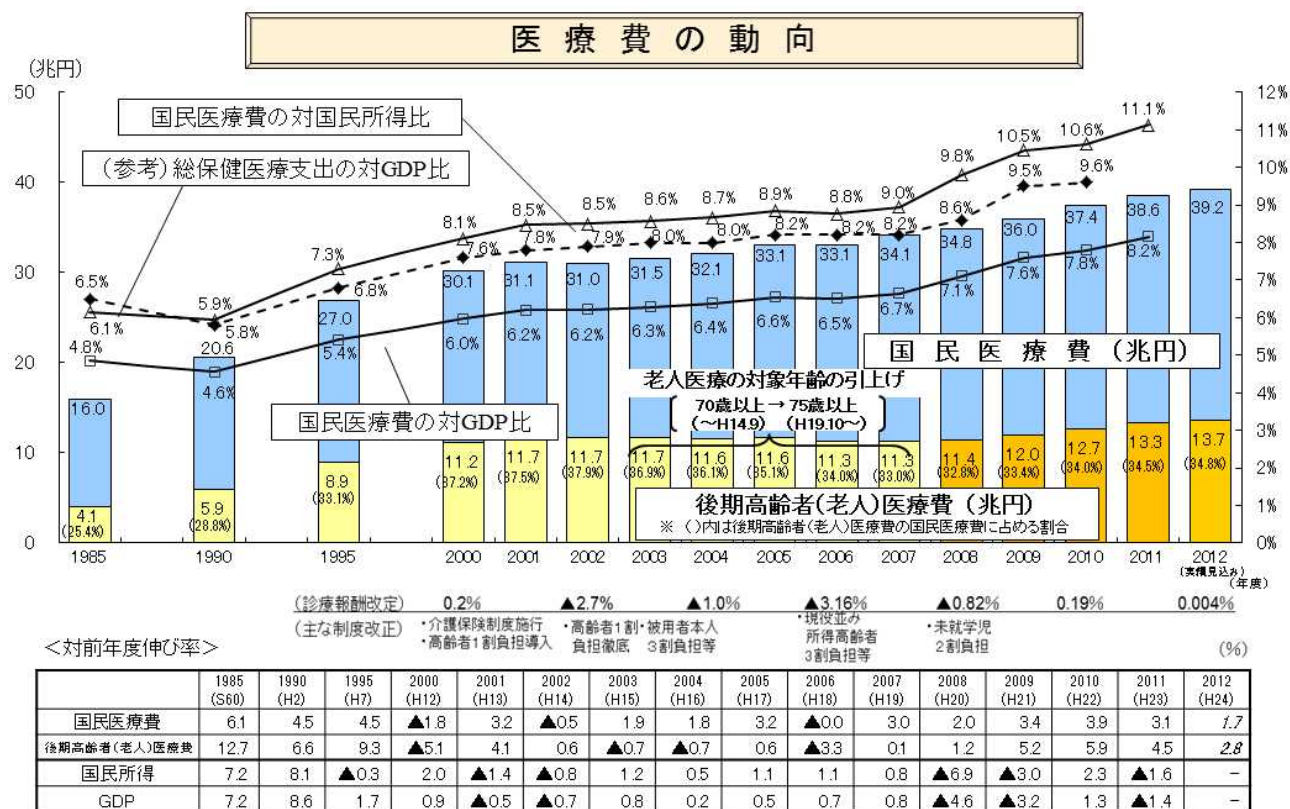 医療費の動向
(兆円)
50
40
30
20
10
0
12%
11%
10%
9%
8%
7%
6%
5%
4%
3%
2%
1%
0%
国民医療費の対国民所得比
(参考)総保健医療支出の対GDP比
国民医療費の対GDP比
6.1% 5.9% 7.3% 8.1% 8.5% 8.5% 8.6% 8.7% 8.9% 8.8% 9.0% 9.8% 10.5% 10.6% 11.1%
6.5% 5.8% 6.8% 7.6% 7.8% 7.9% 8.0% 8.0% 8.2% 8.2% 8.2% 8.6% 9.5% 9.6%
16.0 20.6 27.0 30.1 31.1 31.0 31.5 32.1 33.1 33.1 34.1 34.8 36.0 37.4 38.6 39.2
4.8% 4.6% 5.4% 6.0% 6.2% 6.2% 6.3% 6.4% 6.6% 6.5% 6.7% 7.1% 7.6% 7.8% 8.2%
国民医療費(兆円)
老人医療の対象年齢の引上げ
70歳以上→75歳以上
(~H14.9) (H19.10~)
4.1 5.9 8.9 11.2 11.7 11.7 11.7 11.6 11.6 11.3 11.3 11.4 12.0 12.7 13.3 13.7
(25.4%) (28.8%) (33.1%) (37.2%) (37.5%) (37.9%) (36.9%) (36.1%) (35.1%) (34.0%) (33.0%) (32.8%) (33.4%) (34.0%) (34.5%) (34.8%)
後期高齢者(老人)医療費(兆円)
※ ()内は後期高齢者(老人)医療費の国民医療費に占める割合
1985 1990 1995 2000 2001 2002 2003 2004 2005 2006 2007 2008 2009 2010 2011 2012
(実績見込み)
(年度)
(診療報酬改定) 0.2% ▲2.7% ▲1.0% ▲3.16% ▲0.82% 0.19% 0.004%
(主な制度改正)
・介護保険制度施行
・高齢者1割負担導入
・高齢者1割
負担徹底
・被用者本人
3割負担等
・現役並み
所得高齢者
3割負担等
・未就学児
2割負担
<対前年度伸び率>
(%)
1985 1990 1995 2000 2001 2002 2003 2004 2005 2006 2007 2008 2009 2010 2011 2012
(S60) (H2) (H7) (H12) (H13) (H14) (H15) (H16) (H17) (H18) (H19) (H20) (H21) (H22) (H23) (H24)
国民医療費 6.1 4.5 4.5 ▲1.8 3.2 ▲0.5 1.9 1.8 3.2 ▲0.0 3.0 2.0 3.4 3.9 3.1 1.7
後期高齢者(老人)医療費 12.7 6.6 9.3 ▲5.1 4.1 0.6 ▲0.7 ▲0.7 0.6 ▲3.3 0.1 1.2 5.2 5.9 4.5 2.8
国民所得 7.2 8.1 ▲0.3 2.0 ▲1.4 ▲0.8 1.2 0.5 1.1 1.1 0.8 ▲6.9 ▲3.0 2.3 ▲1.6 -
GDP 7.2 8.6 1.7 0.9 ▲0.5 ▲0.7 0.8 0.2 0.5 0.7 0.8 ▲4.6 ▲3.2 1.3 ▲1.4 -